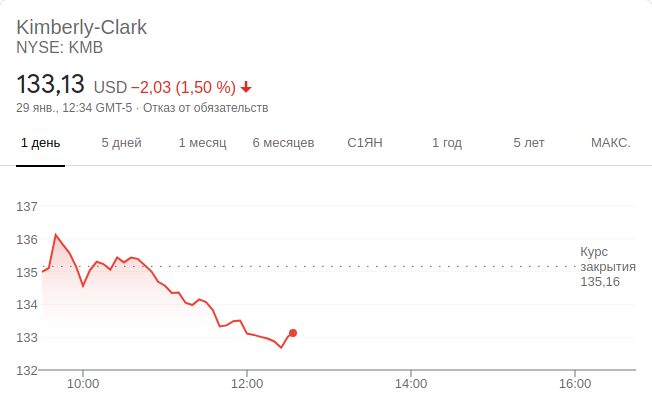 Kimberly-Clark
NYSE: KMB
133,13 USD −2,03 (1,50 %)
29 янв., 12:34 GMT-5 · Отказ от обязательств
1 день 5 дней 1 месяц 6 месяцев С1ЯН 1 год 5 лет МАКС.
137
136
Курс
135 закрытия
135,16
134
133
132
10:00 12:00 14:00 16:00